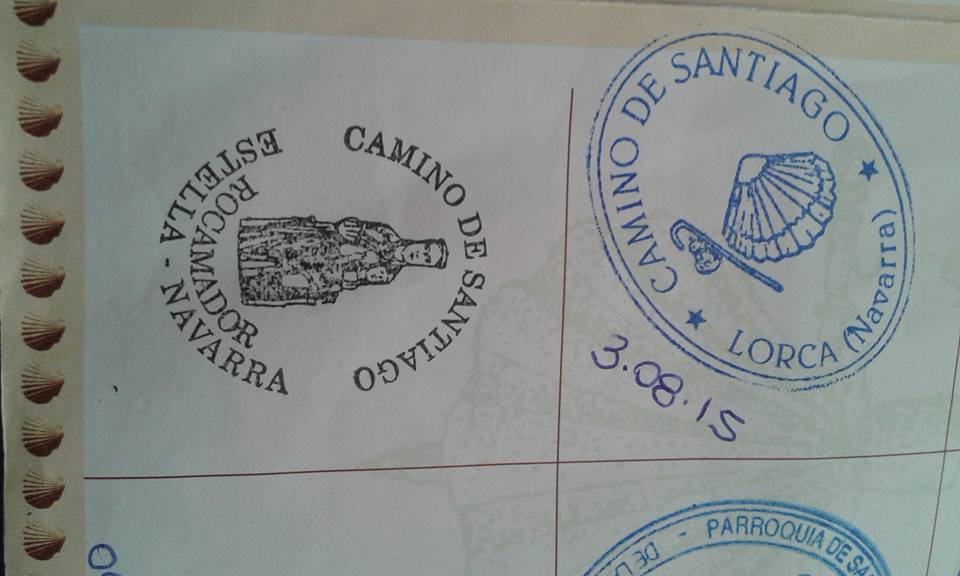 CAMINO DE SANTIAGO
ROCAMADOR
ESTELLA - NAVARRA
CAMINO DE SANTIAGO
LORCA (Navarra)
3.08.15
PARROQUIA DE